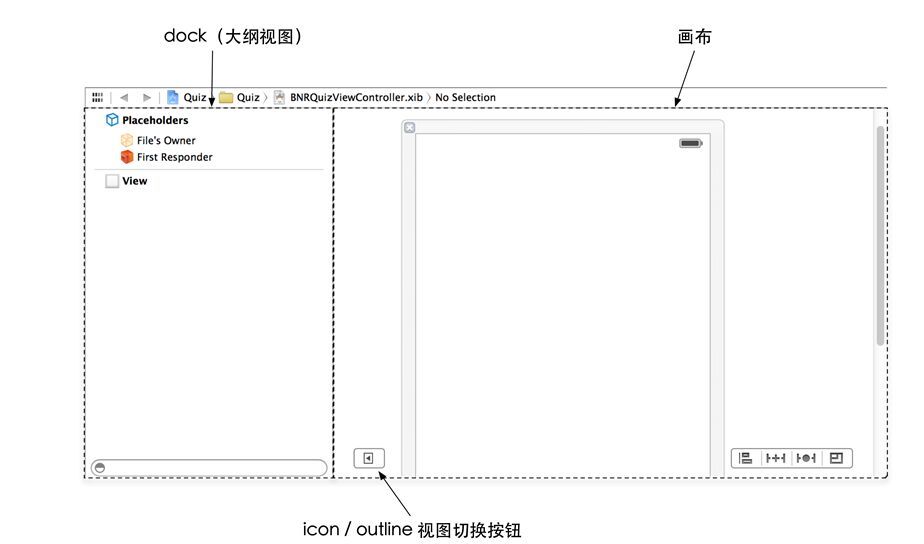 dock（大纲视图）
画布
Quiz 〉 Quiz 〉 BNRQuizViewController.xib 〉 No Selection
Placeholders
File's Owner
First Responder
View
icon / outline 视图切换按钮